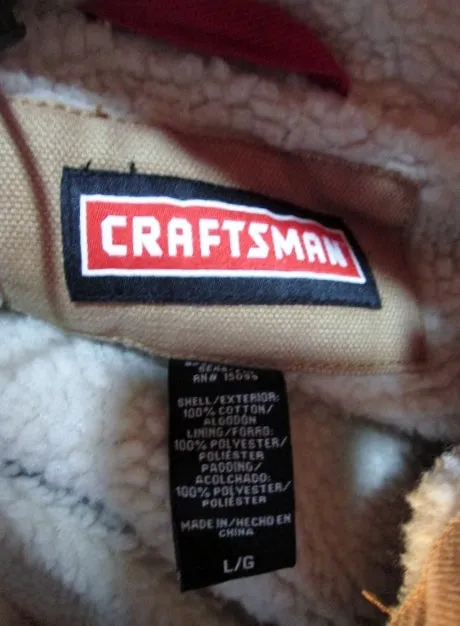 CRAFTSMAN
RN# 15099
SHELL/EXTERIOR:
100% COTTON/
ALGODÓN
LINING/FORRO:
100% POLYESTER/
POLIÉSTER
PADDING/
ACOLCHADO:
100% POLYESTER/
POLIÉSTER
MADE IN/HECHO EN
CHINA
L/G